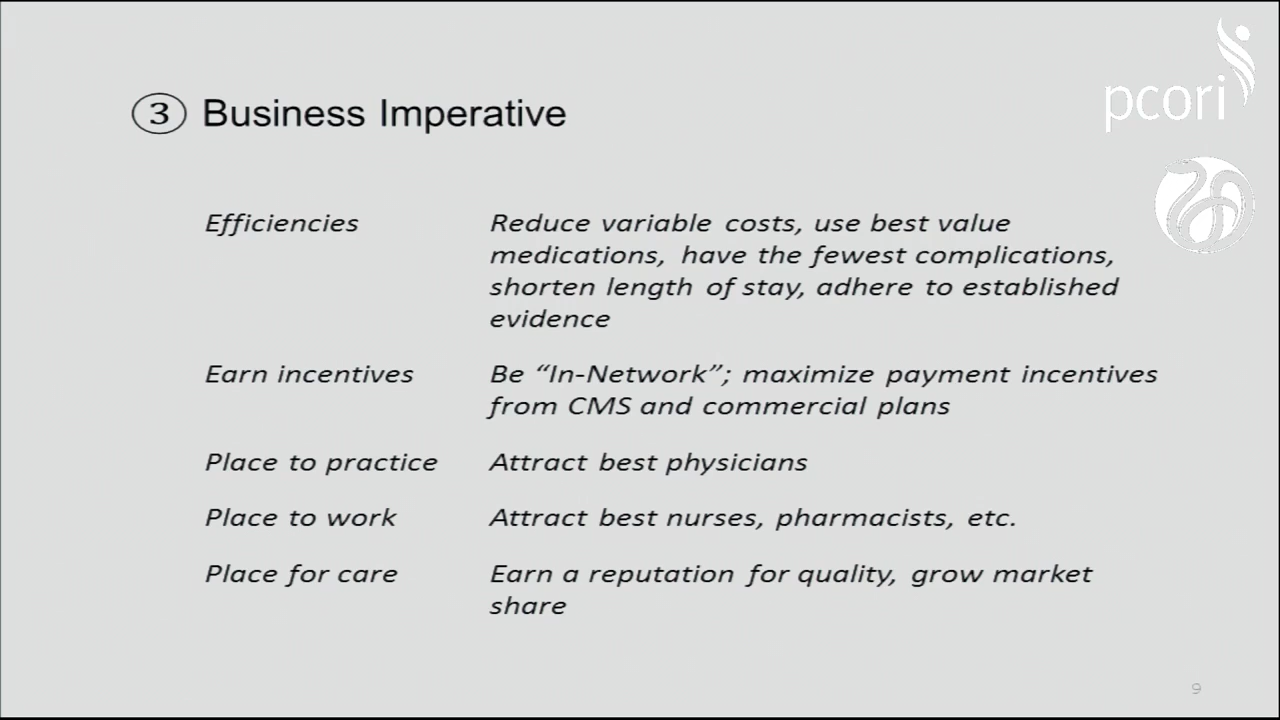 pcori
3 Business Imperative
Efficiencies Reduce variable costs, use best value
medications, have the fewest complications,
shorten length of stay, adhere to established
evidence
Earn incentives Be “In-Network”; maximize payment incentives
from CMS and commercial plans
Place to practice Attract best physicians
Place to work Attract best nurses, pharmacists, etc.
Place for care Earn a reputation for quality, grow market
share
9